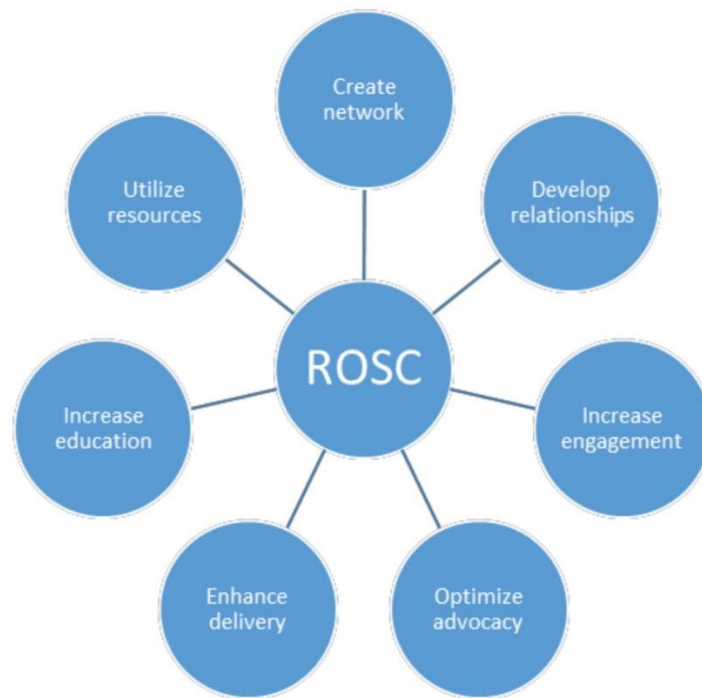 Create
network
Develop
relationships
Increase
engagement
Optimize
advocacy
Enhance
delivery
Increase
education
Utilize
resources
ROSC